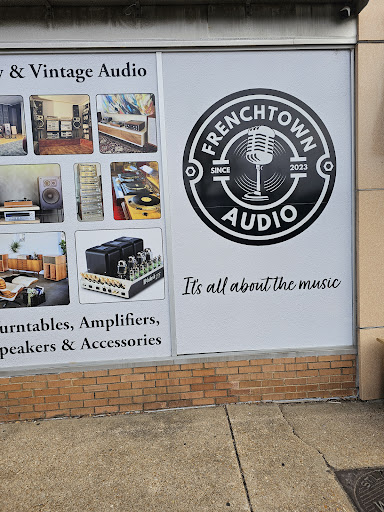 & Vintage Audio
urntables, Amplifiers,
peakers & Accessories
FRENCHTOWN
SINCE 2023
AUDIO
It's all about the music